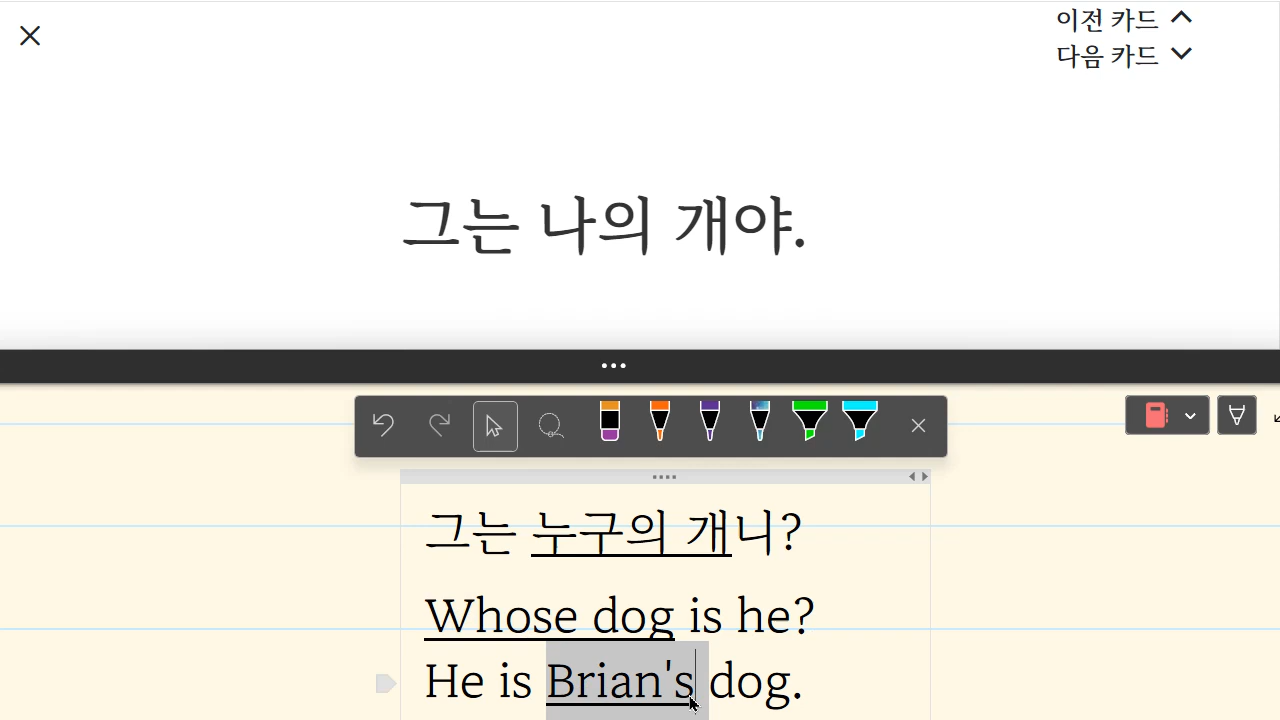 이전 카드
다음 카드
그는 나의 개야.
그는 누구의 개니?
Whose dog is he?
He is Brian's dog.